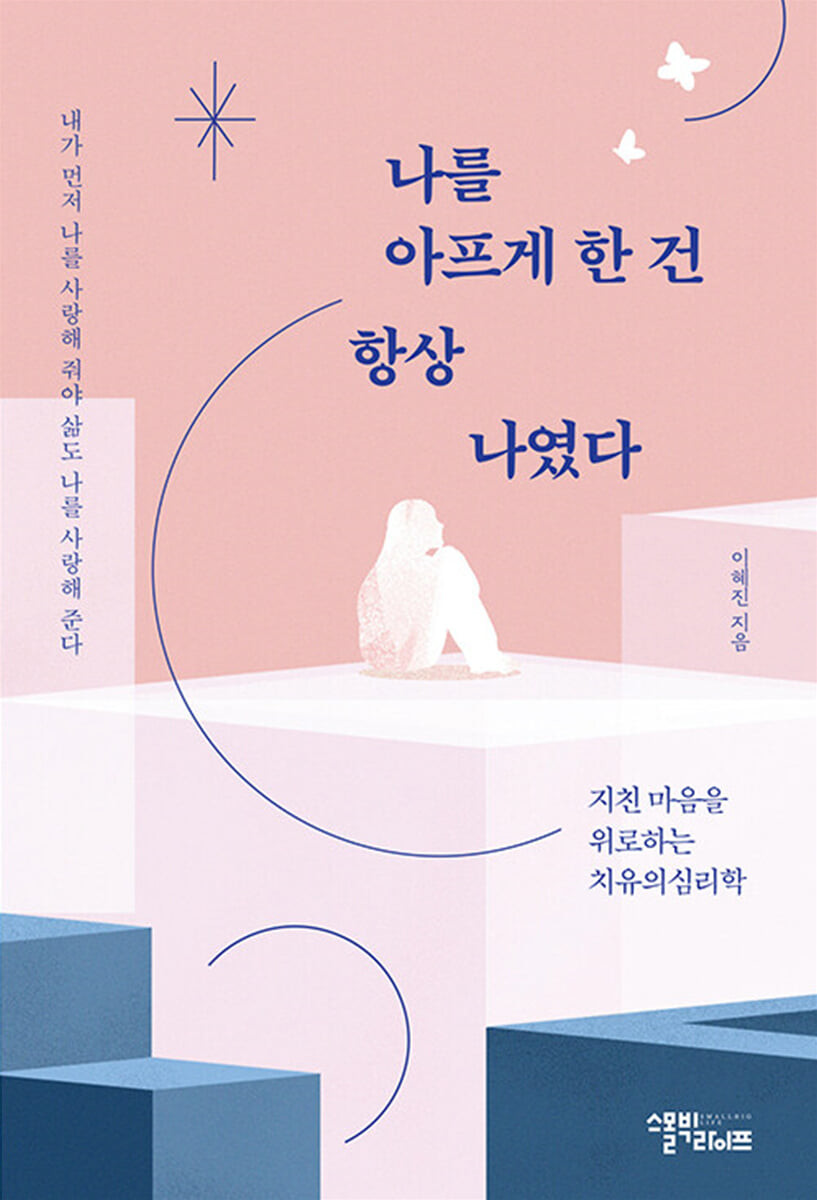 나를
아프게 한 건
항상
나였다
내가 먼저 나를 사랑해 줘야 삶도 나를 사랑해 준다
이혜진 지음
지친 마음을
위로하는
치유의심리학
SMALLBIG
LIFE
스몰빅라이프